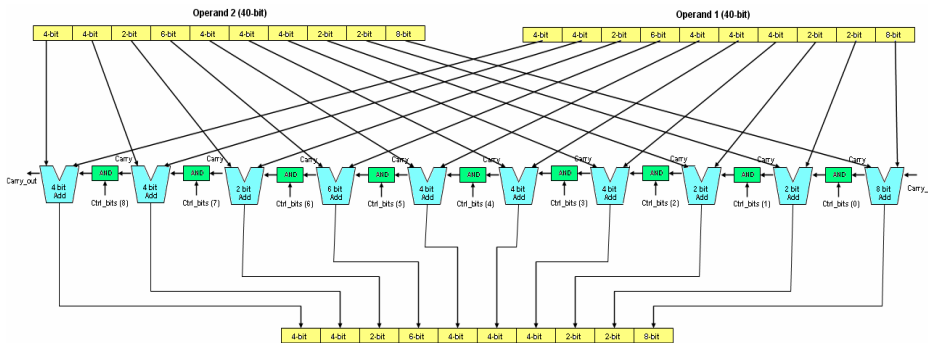 Operand 2 (40-bit) Operand 1 (40-bit)
4-bit 4-bit 2-bit 6-bit 4-bit 4-bit 4-bit 2-bit 2-bit 8-bit 4-bit 4-bit 2-bit 6-bit 4-bit 4-bit 4-bit 2-bit 2-bit 8-bit
Carry Carry Carry Carry Carry Carry Carry Carry Carry
AND AND AND AND AND AND AND AND AND
Carry_out 4 bit Add 4 bit Add 2 bit Add 6 bit Add 4 bit Add 4 bit Add 4 bit Add 2 bit Add 2 bit Add 8 bit Add Carry_
Ctrl_bits (8) Ctrl_bits (7) Ctrl_bits (6) Ctrl_bits (5) Ctrl_bits (4) Ctrl_bits (3) Ctrl_bits (2) Ctrl_bits (1) Ctrl_bits (0)
4-bit 4-bit 2-bit 6-bit 4-bit 4-bit 4-bit 2-bit 2-bit 8-bit